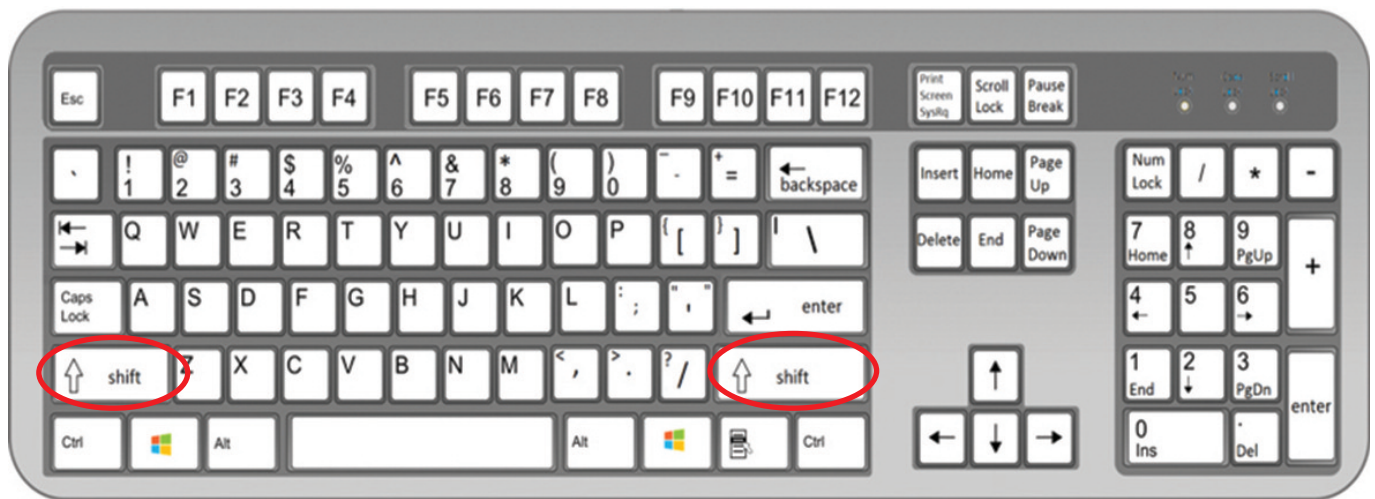 Esc F1 F2 F3 F4 F5 F6 F7 F8 F9 F10 F11 F12
Print Screen SysRq
Scroll Lock
Pause Break
` ! 1 @ 2 # 3 $ 4 % 5 ^ 6 & 7 * 8 ( 9 ) 0 - + = backspace
Insert Home Page Up
Num Lock / * -
Q W E R T Y U I O P { [ } ] \
Delete End Page Down
7 Home 8 9 PgUp +
Caps Lock A S D F G H J K L : ; " ' " enter
4 5 6
shift Z X C V B N M < , > . ? / shift
1 End 2 3 PgDn enter
Ctrl Alt Alt Ctrl
0 Ins . Del